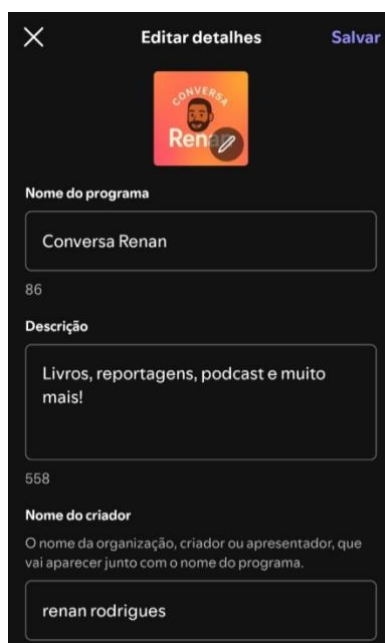 Editar detalhes
Salvar
CONVERSA
Renan
Nome do programa
Conversa Renan
86
Descrição
Livros, reportagens, podcast e muito
mais!
558
Nome do criador
O nome da organização, criador ou apresentador, que
vai aparecer junto com o nome do programa.
renan rodrigues